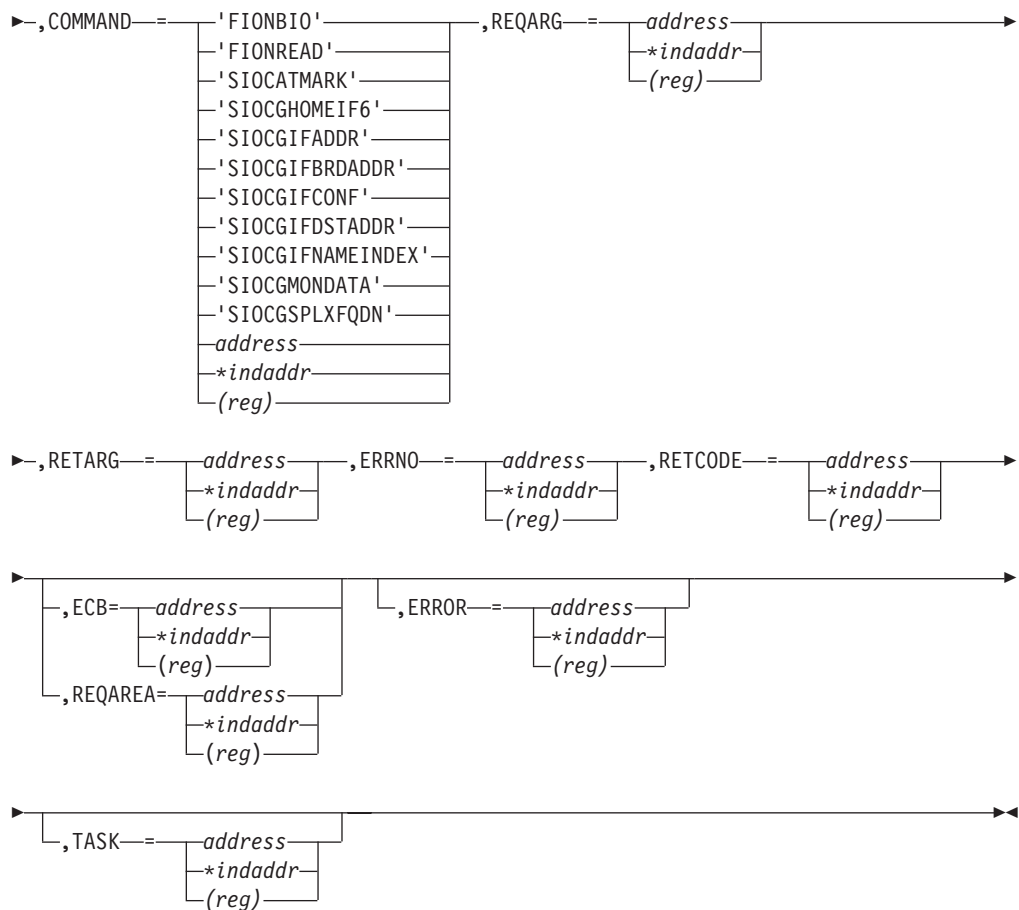 ,COMMAND = 'FIONBIO' ,REQARG = address
'FIONREAD' *indaddr
'SIOCATMARK' (reg)
'SIOCGHOMEIF6'
'SIOCGIFADDR'
'SIOCGIFBRDADDR'
'SIOCGIFCONF'
'SIOCGIFDSTADDR'
'SIOCGIFNAMEINDEX'
'SIOCGMONDATA'
'SIOCGSPLXFQDN'
address
*indaddr
(reg)
,RETARG = address ,ERRNO = address ,RETCODE = address
*indaddr *indaddr *indaddr
(reg) (reg) (reg)
,ECB= address ,ERROR = address
*indaddr *indaddr
(reg) (reg)
,REQAREA= address
*indaddr
(reg)
,TASK = address
*indaddr
(reg)